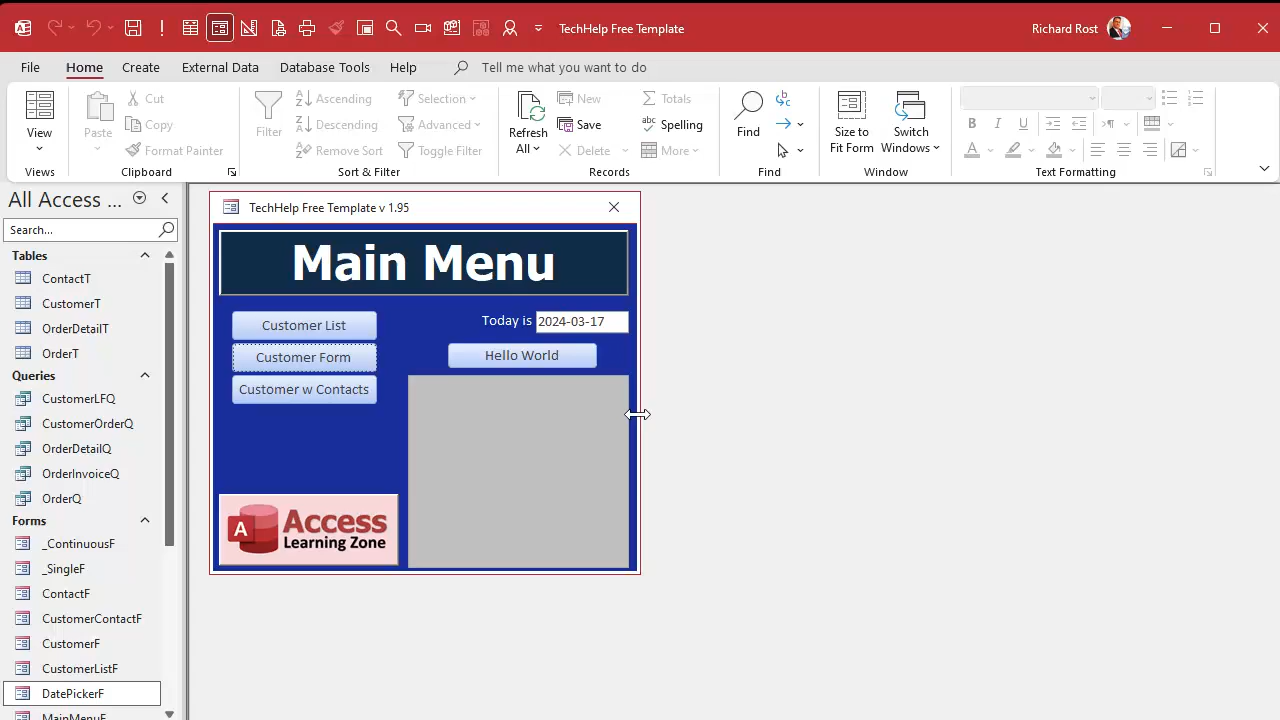 TechHelp Free Template
Richard Rost
File
Home
Create
External Data
Database Tools
Help
Tell me what you want to do
View
Views
Paste
Cut
Copy
Format Painter
Clipboard
Filter
Ascending
Descending
Remove Sort
Selection
Advanced
Toggle Filter
Sort & Filter
Refresh
All
New
Save
Delete
Totals
Spelling
More
Records
Find
Find
Size to
Fit Form
Switch
Windows
Window
B I U
A
Text Formatting
All Access ...
Search...
Tables
ContactT
CustomerT
OrderDetailT
OrderT
Queries
CustomerLFQ
CustomerOrderQ
OrderDetailQ
OrderInvoiceQ
OrderQ
Forms
_ContinuousF
_SingleF
ContactF
CustomerContactF
CustomerF
CustomerListF
DatePickerF
MainMenuF
TechHelp Free Template v 1.95
Main Menu
Customer List
Customer Form
Customer w Contacts
Today is 2024-03-17
Hello World
A Access
Learning Zone